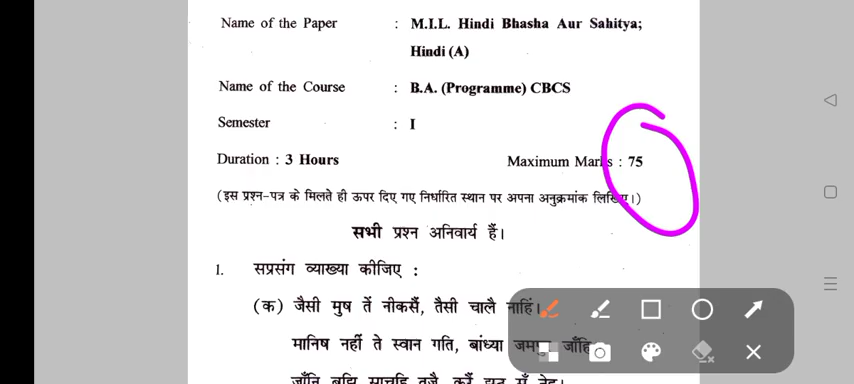 Name of the Paper : M.I.L. Hindi Bhasha Aur Sahitya;
Hindi (A)
Name of the Course : B.A. (Programme) CBCS
Semester : I
Duration : 3 Hours Maximum Marks : 75
(इस प्रश्न-पत्र के मिलते ही ऊपर दिए गए निर्धारित स्थान पर अपना अनुक्रमांक लिखिए।)
सभी प्रश्न अनिवार्य हैं।
1. सप्रसंग व्याख्या कीजिए :
(क) जैसी मुष तें नीकसैं, तैसी चालै नाहिं।
मानिष नहीं ते स्वान गति, बांध्या